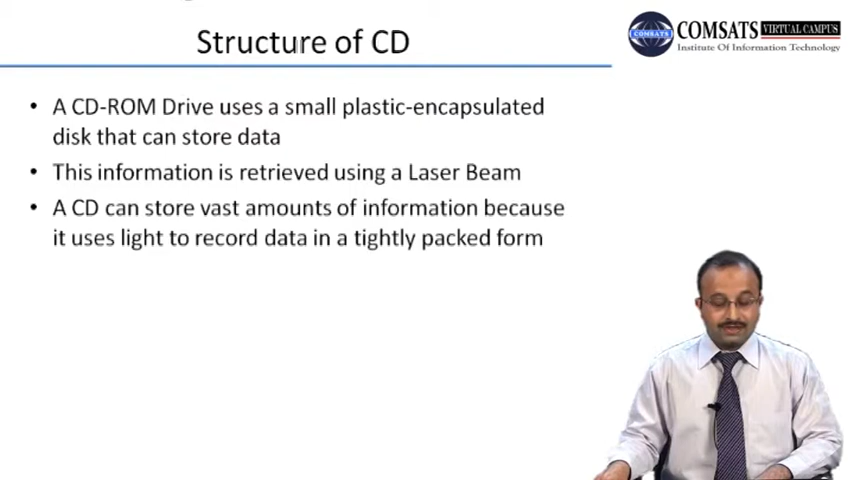 Structure of CD
COMSATS
COMSATS VIRTUAL CAMPUS
Institute Of Information Technology
• A CD-ROM Drive uses a small plastic-encapsulated
disk that can store data
• This information is retrieved using a Laser Beam
• A CD can store vast amounts of information because
it uses light to record data in a tightly packed form